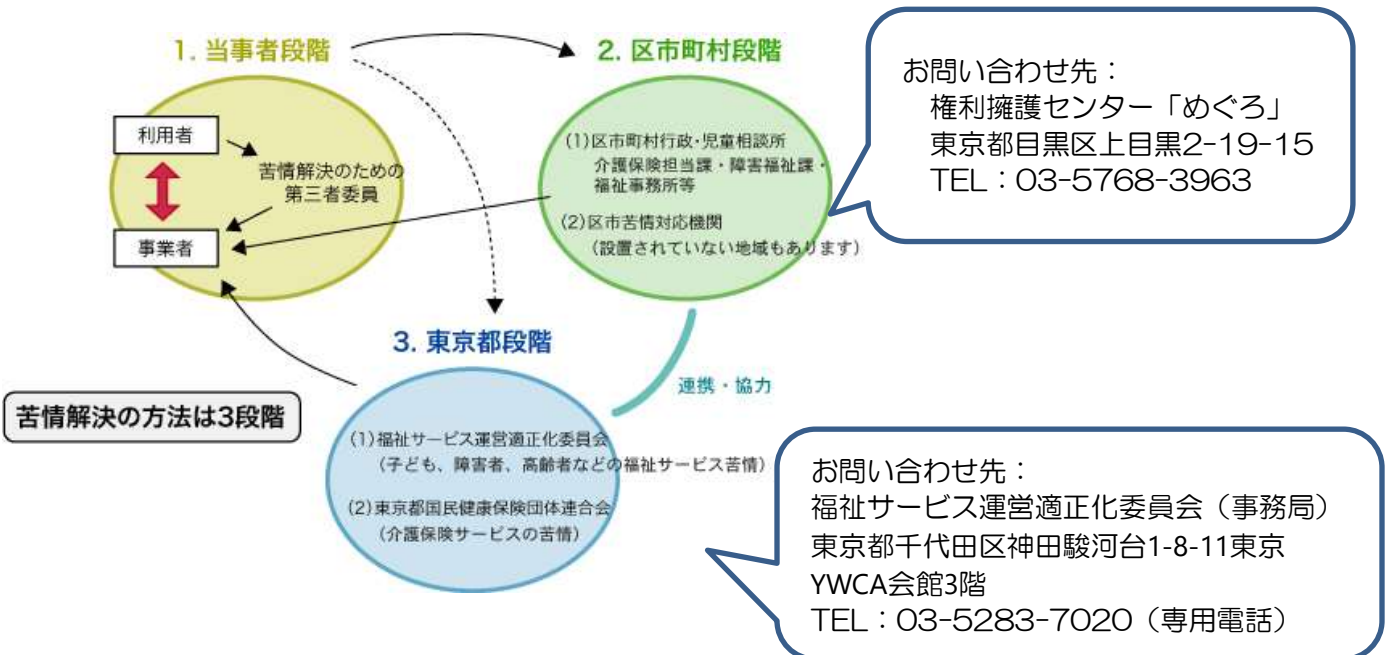 1. 当事者段階
利用者
苦情解決のための
第三者委員
事業者
2. 区市町村段階
(1)区市町村行政・児童相談所
介護保険担当課・障害福祉課・
福祉事務所等
(2)区市苦情対応機関
（設置されていない地域もあります）
お問い合わせ先：
権利擁護センター「めぐろ」
東京都目黒区上目黒2-19-15
TEL：03-5768-3963
3. 東京都段階
連携・協力
苦情解決の方法は3段階
(1)福祉サービス運営適正化委員会
（子ども、障害者、高齢者などの福祉サービス苦情）
(2)東京都国民健康保険団体連合会
（介護保険サービスの苦情）
お問い合わせ先：
福祉サービス運営適正化委員会（事務局）
東京都千代田区神田駿河台1-8-11東京
YWCA会館3階
TEL：03-5283-7020（専用電話）